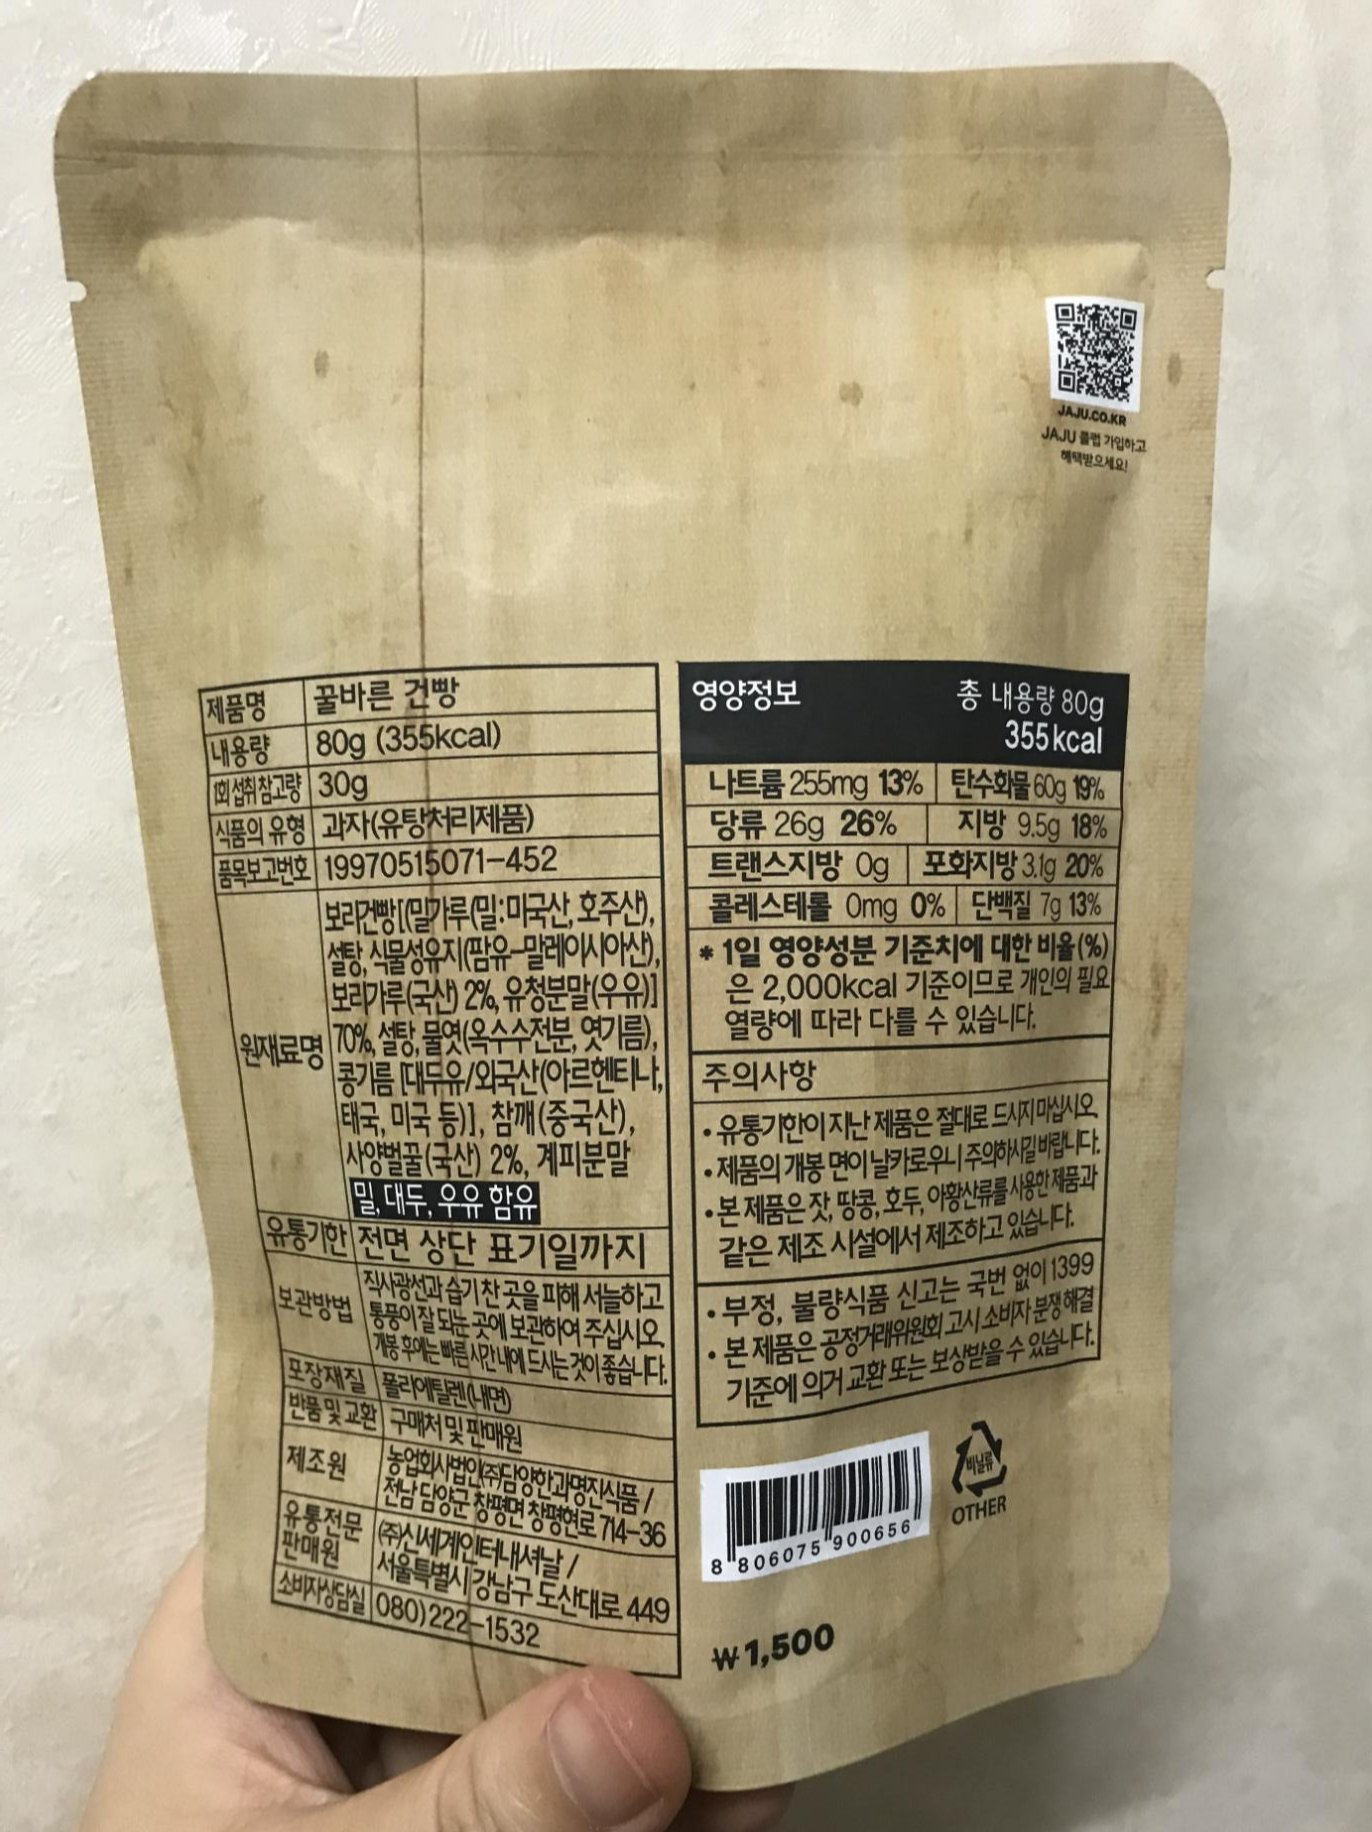 JAJU.CO.KR
JAJU 클럽 가입하고
혜택받으세요!
제품명 꿀바른 건빵
내용량 80g (355kcal)
1회 섭취 참고량 30g
식품의 유형 과자(유탕처리제품)
품목보고번호 19970515071-452
원재료명
보리건빵[(밀가루(밀:미국산, 호주산),
설탕, 식물성유지(팜유-말레이시아산),
보리가루(국산) 2%, 유청분말(우유)]
70%, 설탕, 물엿(옥수수전분, 엿기름),
콩기름 [대두유/외국산(아르헨티나,
태국, 미국 등)], 참깨(중국산),
사양벌꿀(국산) 2%, 계피분말
밀, 대두, 우유 함유
유통기한 전면 상단 표기일까지
보관방법
직사광선과 습기 찬 곳을 피해 서늘하고
통풍이 잘 되는 곳에 보관하여 주십시오.
개봉 후에는 빠른 시간 내에 드시는 것이 좋습니다.
포장재질 폴리에틸렌(내면)
반품 및 교환 구매처 및 판매원
제조원
농업회사법인(주)담양한과명진식품 /
전남 담양군 창평면 창평현로 714-36
유통전문
판매원
(주)신세계인터내셔날 /
서울특별시 강남구 도산대로 449
소비자상담실 080)222-1532
영양정보 총 내용량 80g
355kcal
나트륨 255mg 13% 탄수화물 60g 19%
당류 26g 26% 지방 9.5g 18%
트랜스지방 0g 포화지방 3.1g 20%
콜레스테롤 0mg 0% 단백질 7g 13%
* 1일 영양성분 기준치에 대한 비율(%)
은 2,000kcal 기준이므로 개인의 필요
열량에 따라 다를 수 있습니다.
주의사항
• 유통기한이 지난 제품은 절대로 드시지 마십시오.
• 제품의 개봉 면이 날카로우니 주의하시길 바랍니다.
• 본 제품은 잣, 땅콩, 호두, 아황산류를 사용한 제품과
같은 제조 시설에서 제조하고 있습니다.
• 부정, 불량식품 신고는 국번 없이 1399
• 본 제품은 공정거래위원회 고시 소비자 분쟁 해결
기준에 의거 교환 또는 보상받을 수 있습니다.
비닐류
OTHER
8 806075 900656
₩1,500